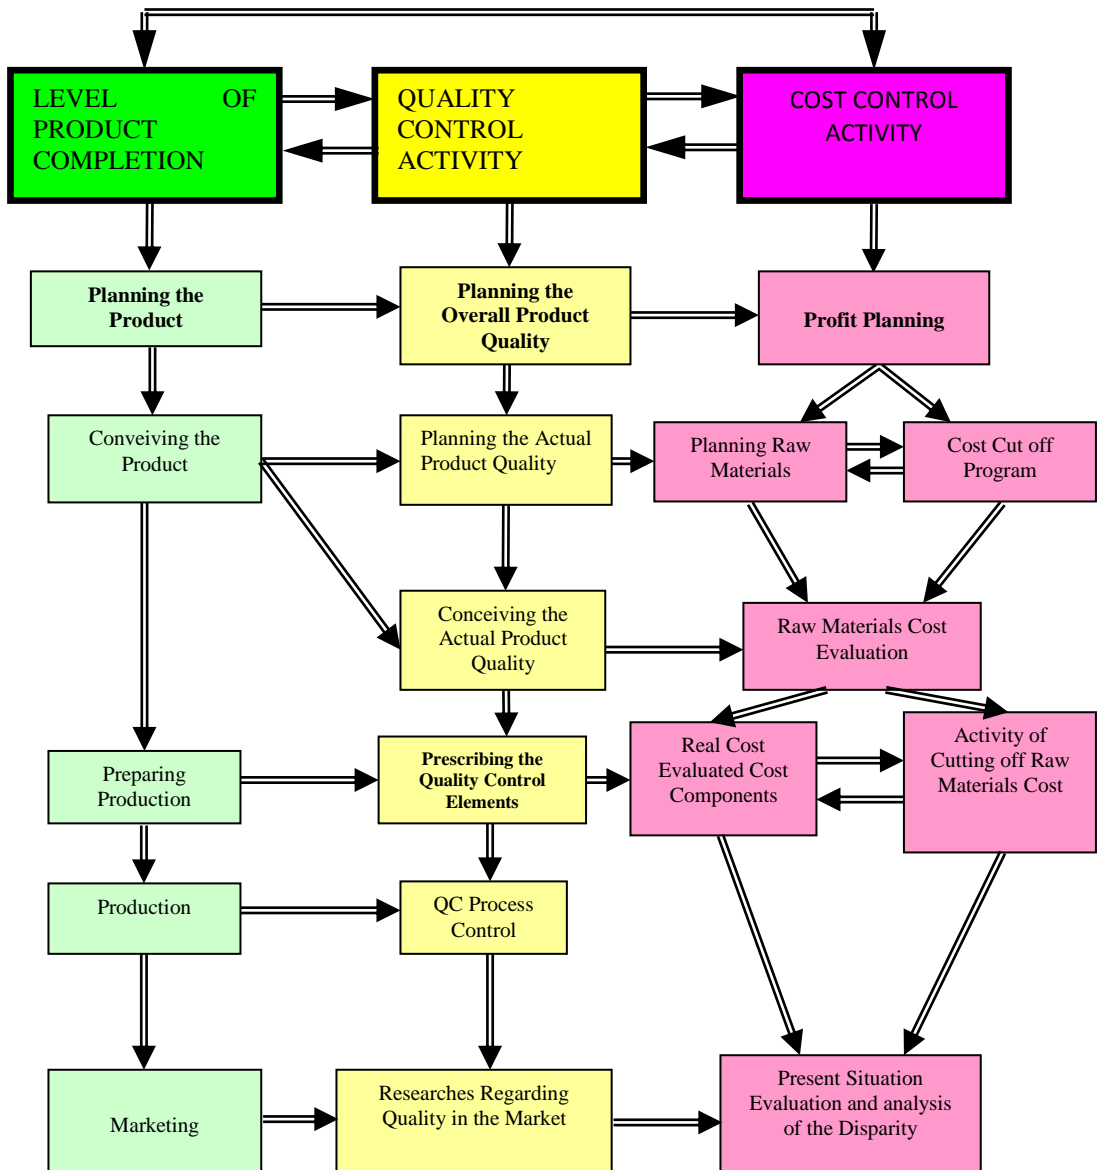 LEVEL OF
PRODUCT
COMPLETION
QUALITY
CONTROL
ACTIVITY
COST CONTROL
ACTIVITY
Planning the
Product
Planning the
Overall Product
Quality
Profit Planning
Conveiving the
Product
Planning the Actual
Product Quality
Planning Raw
Materials
Cost Cut off
Program
Conceiving the
Actual Product
Quality
Raw Materials Cost
Evaluation
Preparing
Production
Prescribing the
Quality Control
Elements
Real Cost
Evaluated Cost
Components
Activity of
Cutting off Raw
Materials Cost
Production
QC Process
Control
Marketing
Researches Regarding
Quality in the Market
Present Situation
Evaluation and analysis
of the Disparity